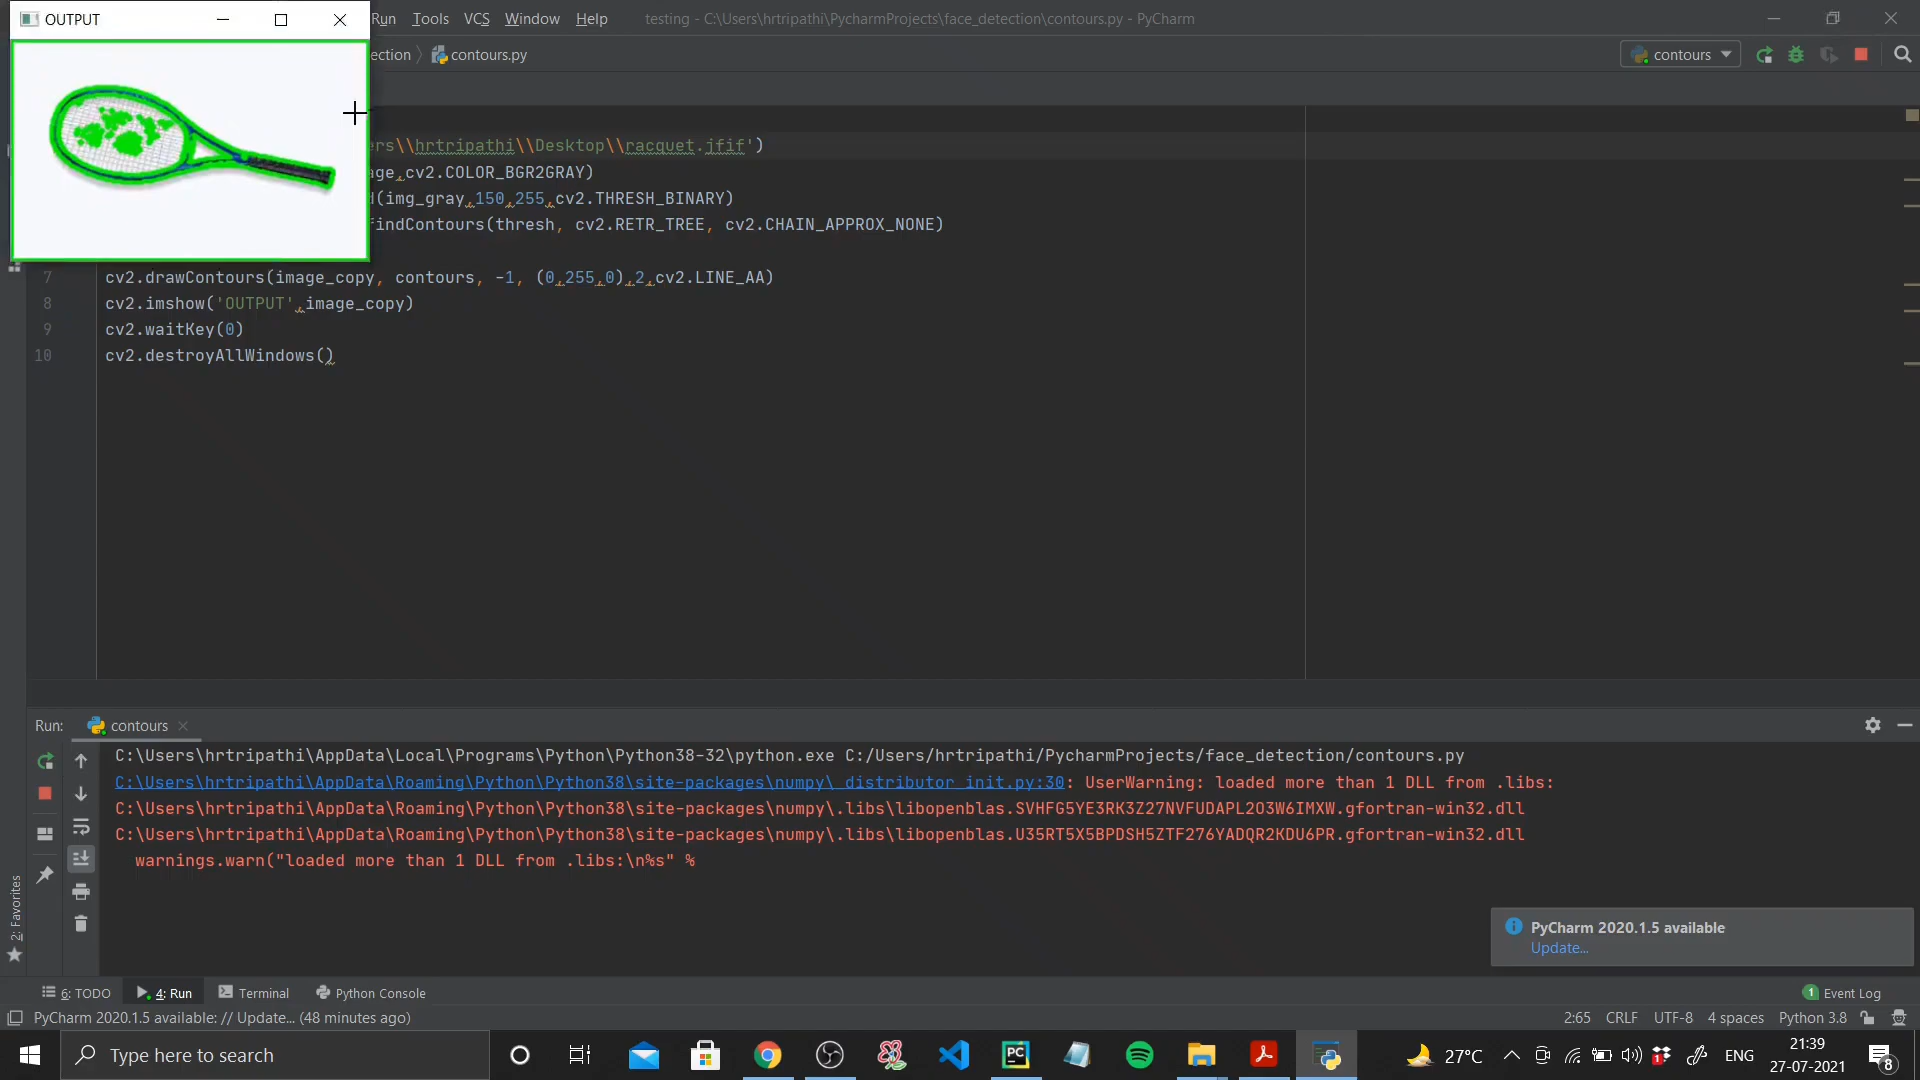 OUTPUT
Run Tools VCS Window Help testing - C:\Users\hrtripathi\PycharmProjects\face_detection\contours.py - PyCharm
ection contours.py contours
ers\\hrtripathi\\Desktop\\racquet.jfif')
age,cv2.COLOR_BGR2GRAY)
d(img_gray,150,255,cv2.THRESH_BINARY)
findContours(thresh, cv2.RETR_TREE, cv2.CHAIN_APPROX_NONE)
7 cv2.drawContours(image_copy, contours, -1, (0,255,0),2,cv2.LINE_AA)
8 cv2.imshow('OUTPUT',image_copy)
9 cv2.waitKey(0)
10 cv2.destroyAllWindows()
Run: contours
C:\Users\hrtripathi\AppData\Local\Programs\Python\Python38-32\python.exe C:/Users/hrtripathi/PycharmProjects/face_detection/contours.py
C:\Users\hrtripathi\AppData\Roaming\Python\Python38\site-packages\numpy\_distributor_init.py:30: UserWarning: loaded more than 1 DLL from .libs:
C:\Users\hrtripathi\AppData\Roaming\Python\Python38\site-packages\numpy\.libs\libopenblas.SVHFG5YE3RK3Z27NVFUDAPL2O3W6IMXW.gfortran-win32.dll
C:\Users\hrtripathi\AppData\Roaming\Python\Python38\site-packages\numpy\.libs\libopenblas.U35RT5X5BPDSH5ZTF276YADQR2KDU6PR.gfortran-win32.dll
warnings.warn("loaded more than 1 DLL from .libs:\n%s" %
2: Favorites
PyCharm 2020.1.5 available
Update...
6: TODO 4: Run Terminal Python Console 1 Event Log
PyCharm 2020.1.5 available: // Update... (48 minutes ago) 2:65 CRLF UTF-8 4 spaces Python 3.8
Type here to search PC 27°C 1 ENG 21:39
27-07-2021 8